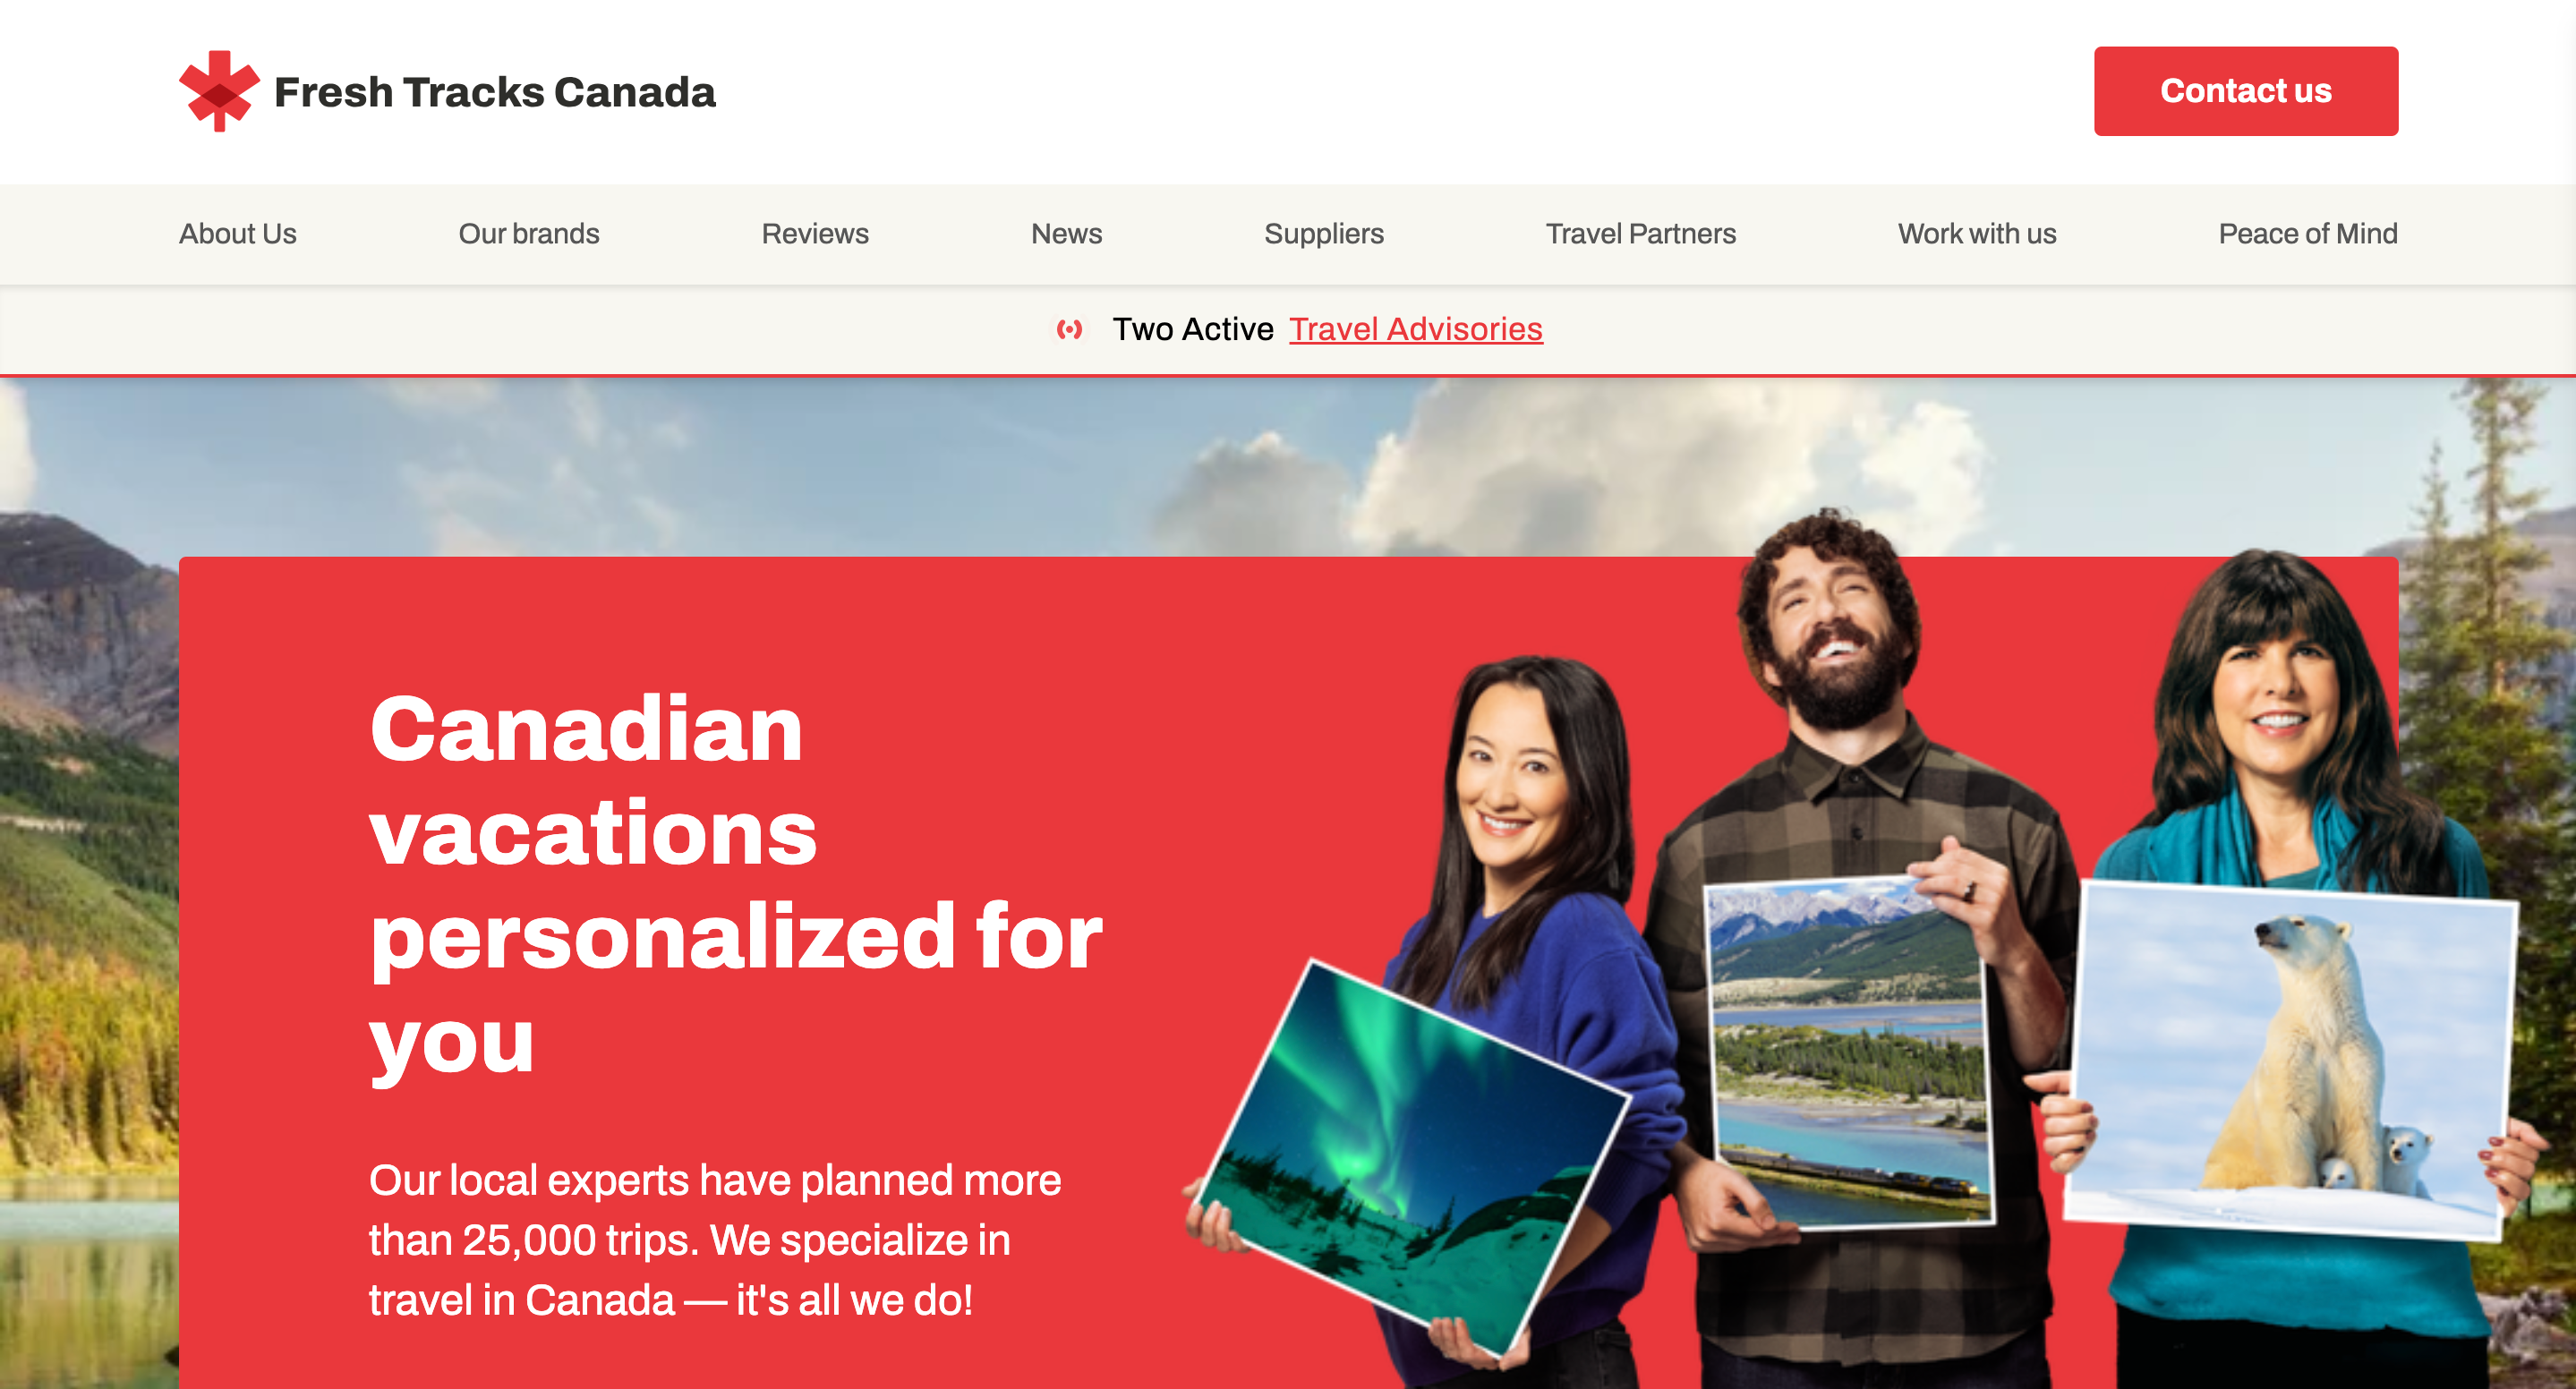 Fresh Tracks Canada
Contact us
About Us
Our brands
Reviews
News
Suppliers
Travel Partners
Work with us
Peace of Mind
Two Active Travel Advisories
Canadian
vacations
personalized for
you
Our local experts have planned more
than 25,000 trips. We specialize in
travel in Canada — it's all we do!